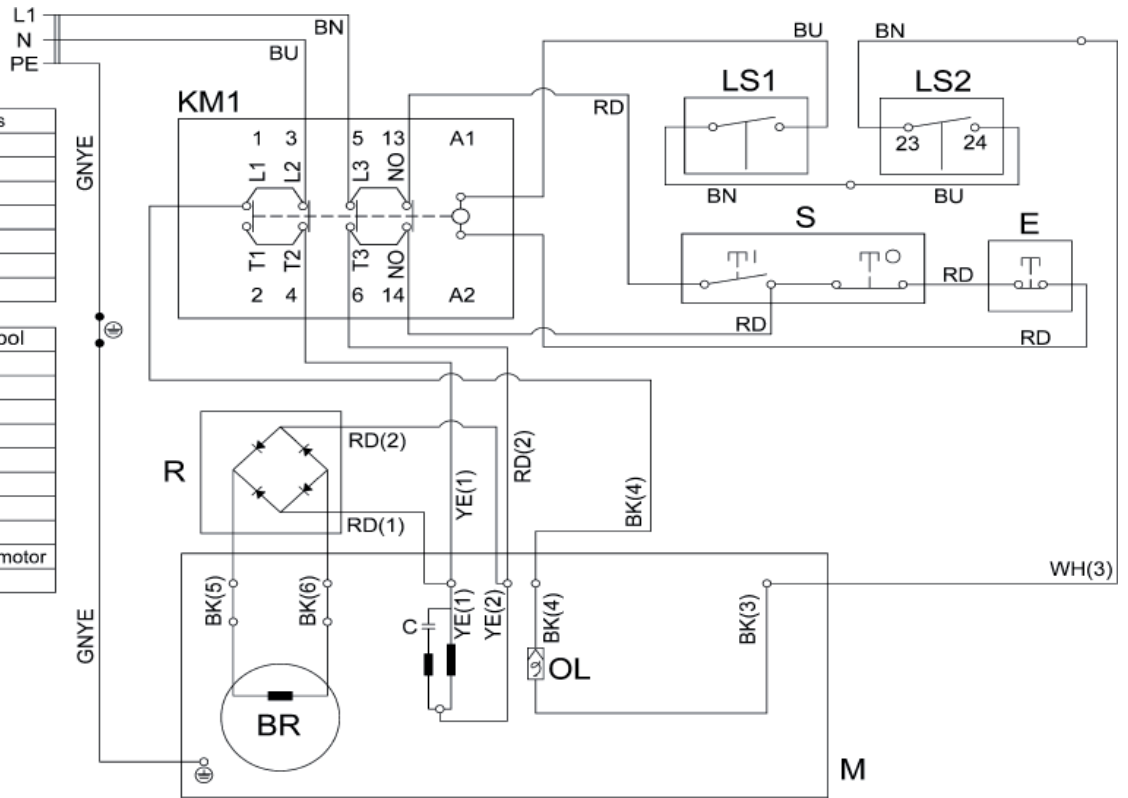 L1
BN
N
BU
PE
BU
BN
LS1
LS2
KM1
RD
s
1 3 5 13 A1
23 24
GNYE
L1 L2 L3 NO
BN
BU
S
E
I
O
T1 T2 T3 NO
RD
2 4 6 14 A2
RD
RD
ool
RD(2)
R
RD(2)
YE(1)
BK(4)
RD(1)
motor
WH(3)
BK(5)
BK(6)
C
YE(1)
YE(2)
BK(4)
BK(3)
GNYE
OL
BR
M